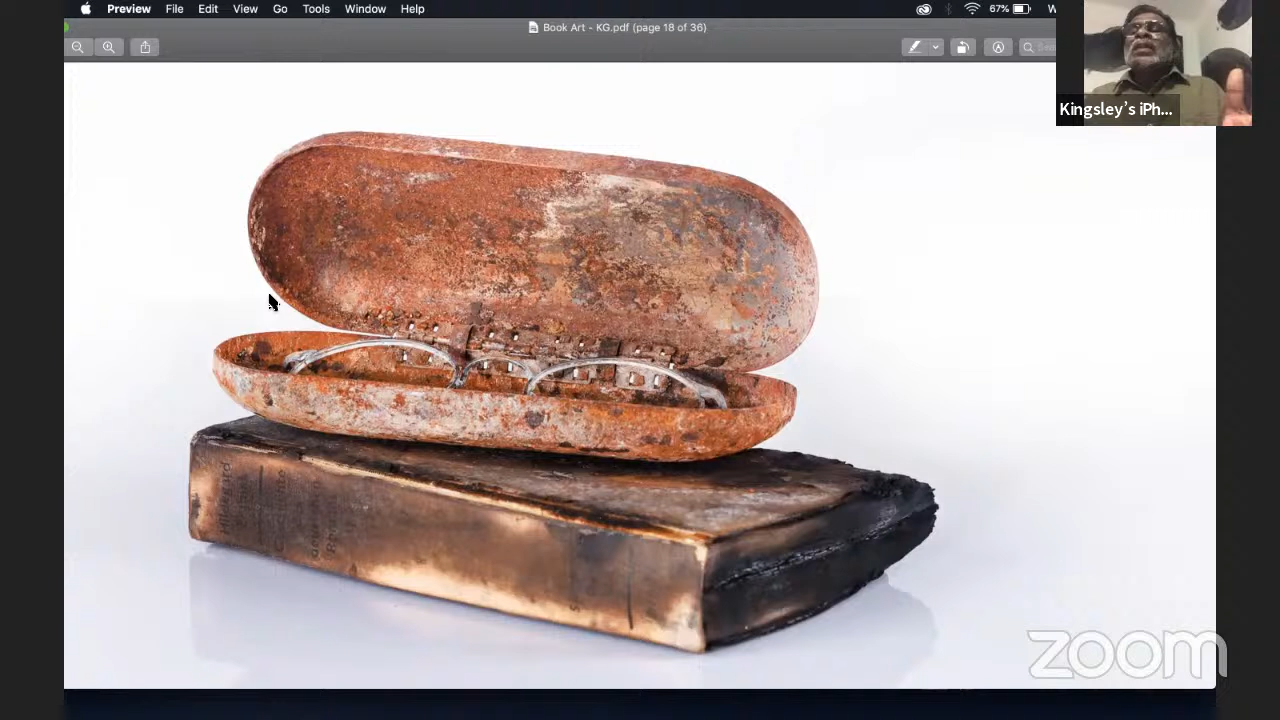 Preview File Edit View Go Tools Window Help
67%
Book Art - KG.pdf (page 18 of 36)
Kingsley's iPh...
zoom